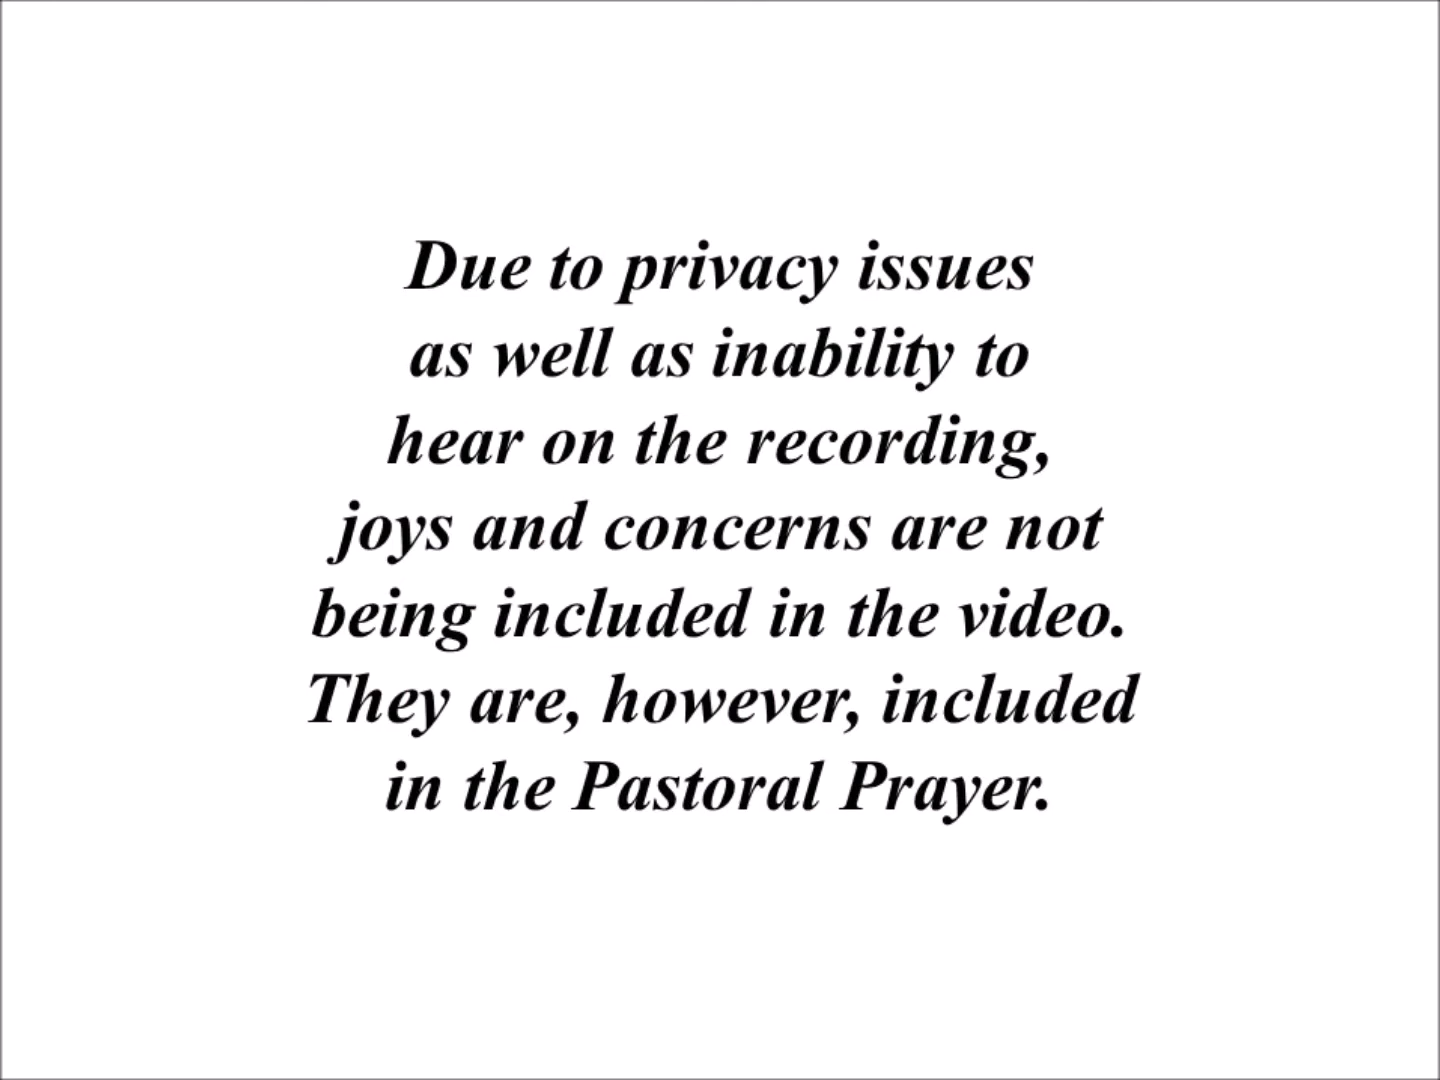 Due to privacy issues
as well as inability to
hear on the recording,
joys and concerns are not
being included in the video.
They are, however, included
in the Pastoral Prayer.